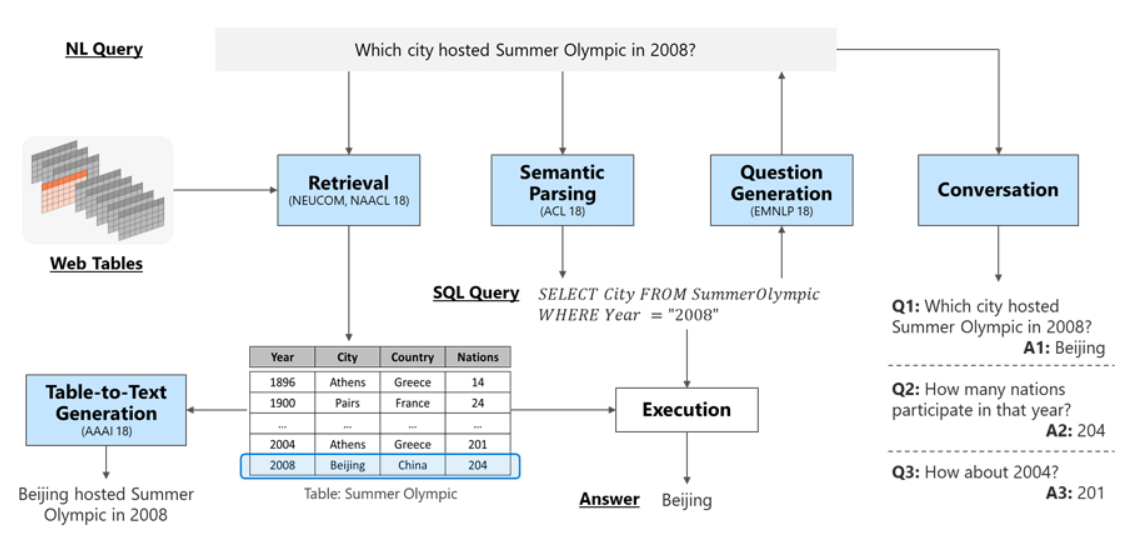 NL Query
Which city hosted Summer Olympic in 2008?
Web Tables
Retrieval
(NEUCOM, NAACL 18)
Semantic
Parsing
(ACL 18)
Question
Generation
(EMNLP 18)
Conversation
SQL Query
SELECT City FROM SummerOlympic
WHERE Year = "2008"
Year City Country Nations
1896 Athens Greece 14
1900 Pairs France 24
... ... ... ...
2004 Athens Greece 201
2008 Beijing China 204
Table: Summer Olympic
Table-to-Text
Generation
(AAAI 18)
Beijing hosted Summer
Olympic in 2008
Execution
Answer Beijing
Q1: Which city hosted
Summer Olympic in 2008?
A1: Beijing
Q2: How many nations
participate in that year?
A2: 204
Q3: How about 2004?
A3: 201